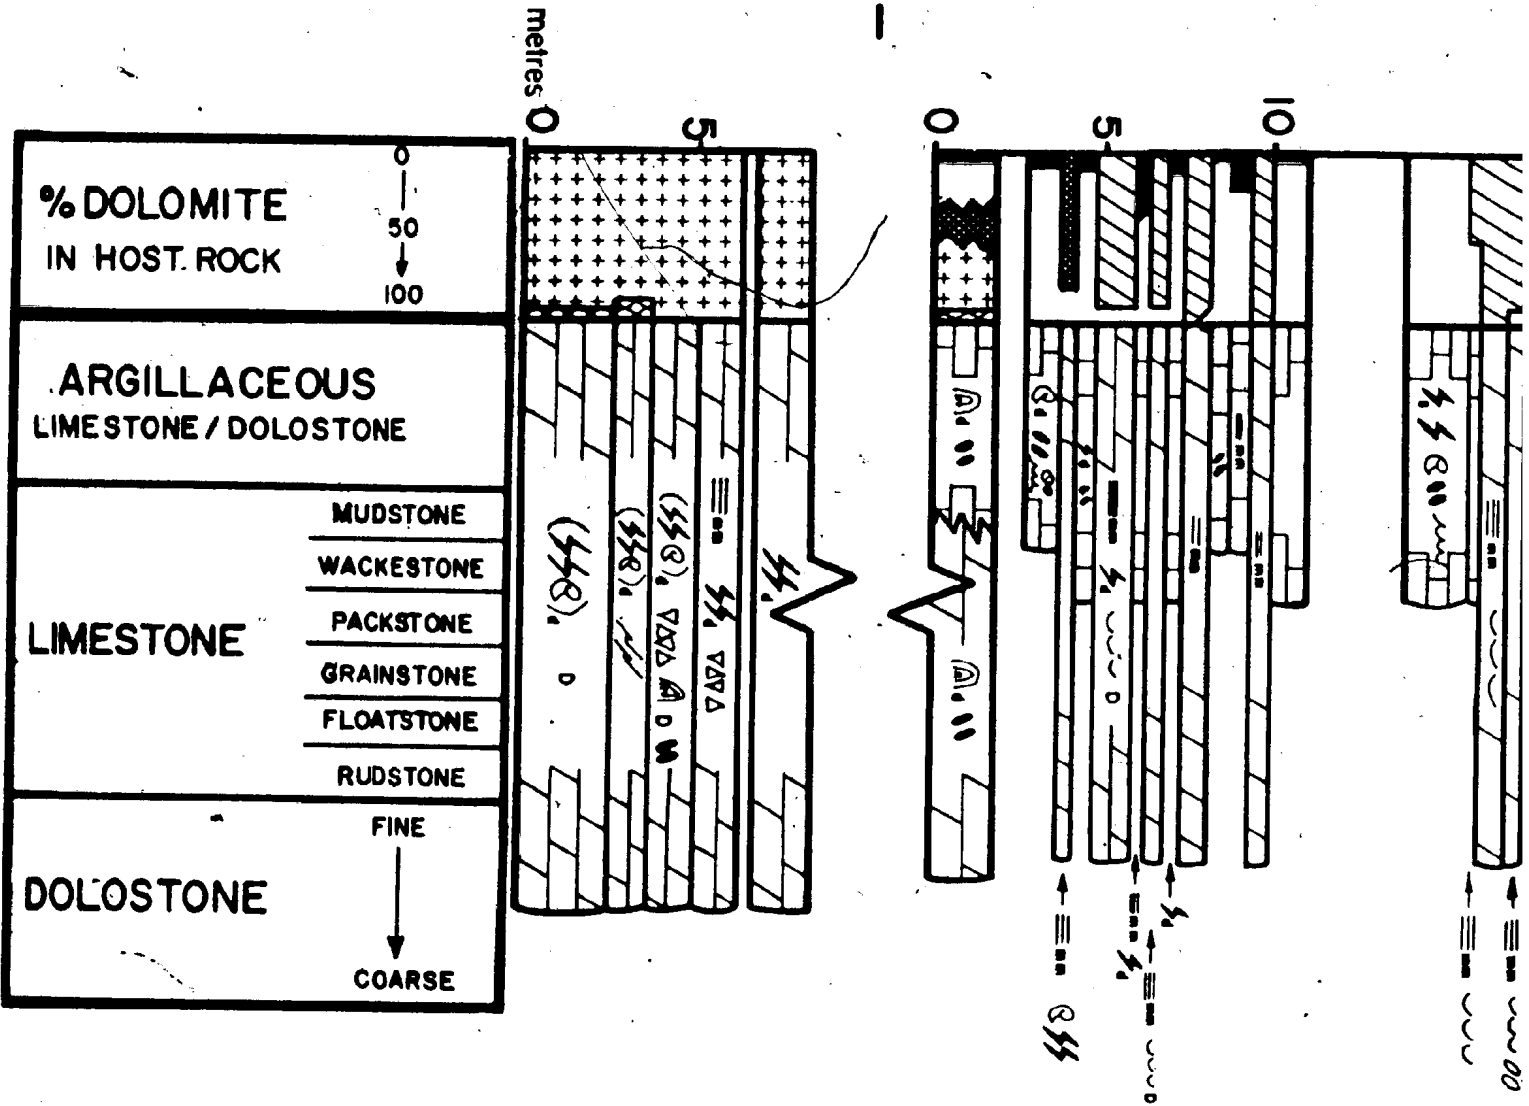 metres
0
5
0
5
10
% DOLOMITE
IN HOST ROCK
0
50
100
ARGILLACEOUS
LIMESTONE / DOLOSTONE
LIMESTONE
MUDSTONE
WACKESTONE
PACKSTONE
GRAINSTONE
FLOATSTONE
RUDSTONE
DOLOSTONE
FINE
COARSE